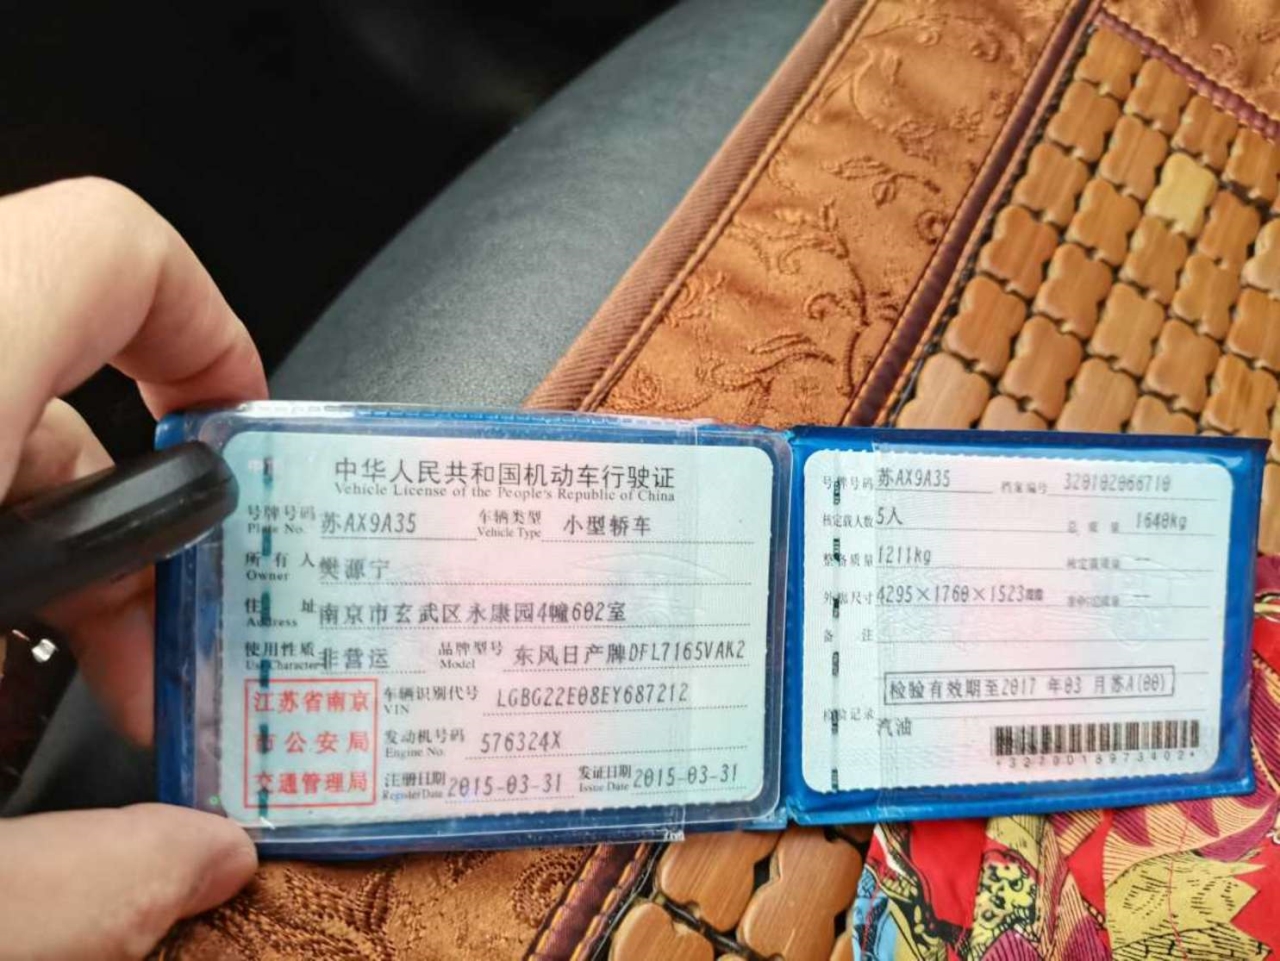 中华人民共和国机动车行驶证
Vehicle License of the People's Republic of China
号牌号码 苏AX9A35 车辆类型 小型轿车
Plate No. Vehicle Type
所有人 樊源宁
Owner
住址 南京市玄武区永康园4幢602室
Address
使用性质 非营运 品牌型号 东风日产牌DFL7165VAK2
Use Character Model
江苏省南京
市公安局
交通管理局
车辆识别代号 LGBG22E08EY687212
VIN
发动机号码 576324X
Engine No.
注册日期 2015-03-31 发证日期 2015-03-31
Register Date Issue Date
号牌号码 苏AX9A35 档案编号 320102066710
核定载人数 5人 总质量 1640kg
整备质量 1211kg 核定载质量 --
外廓尺寸 4295×1760×1523mm --
备注
检验有效期至2017 年03 月苏A(00)
检验记录
汽油
*3270018973402*